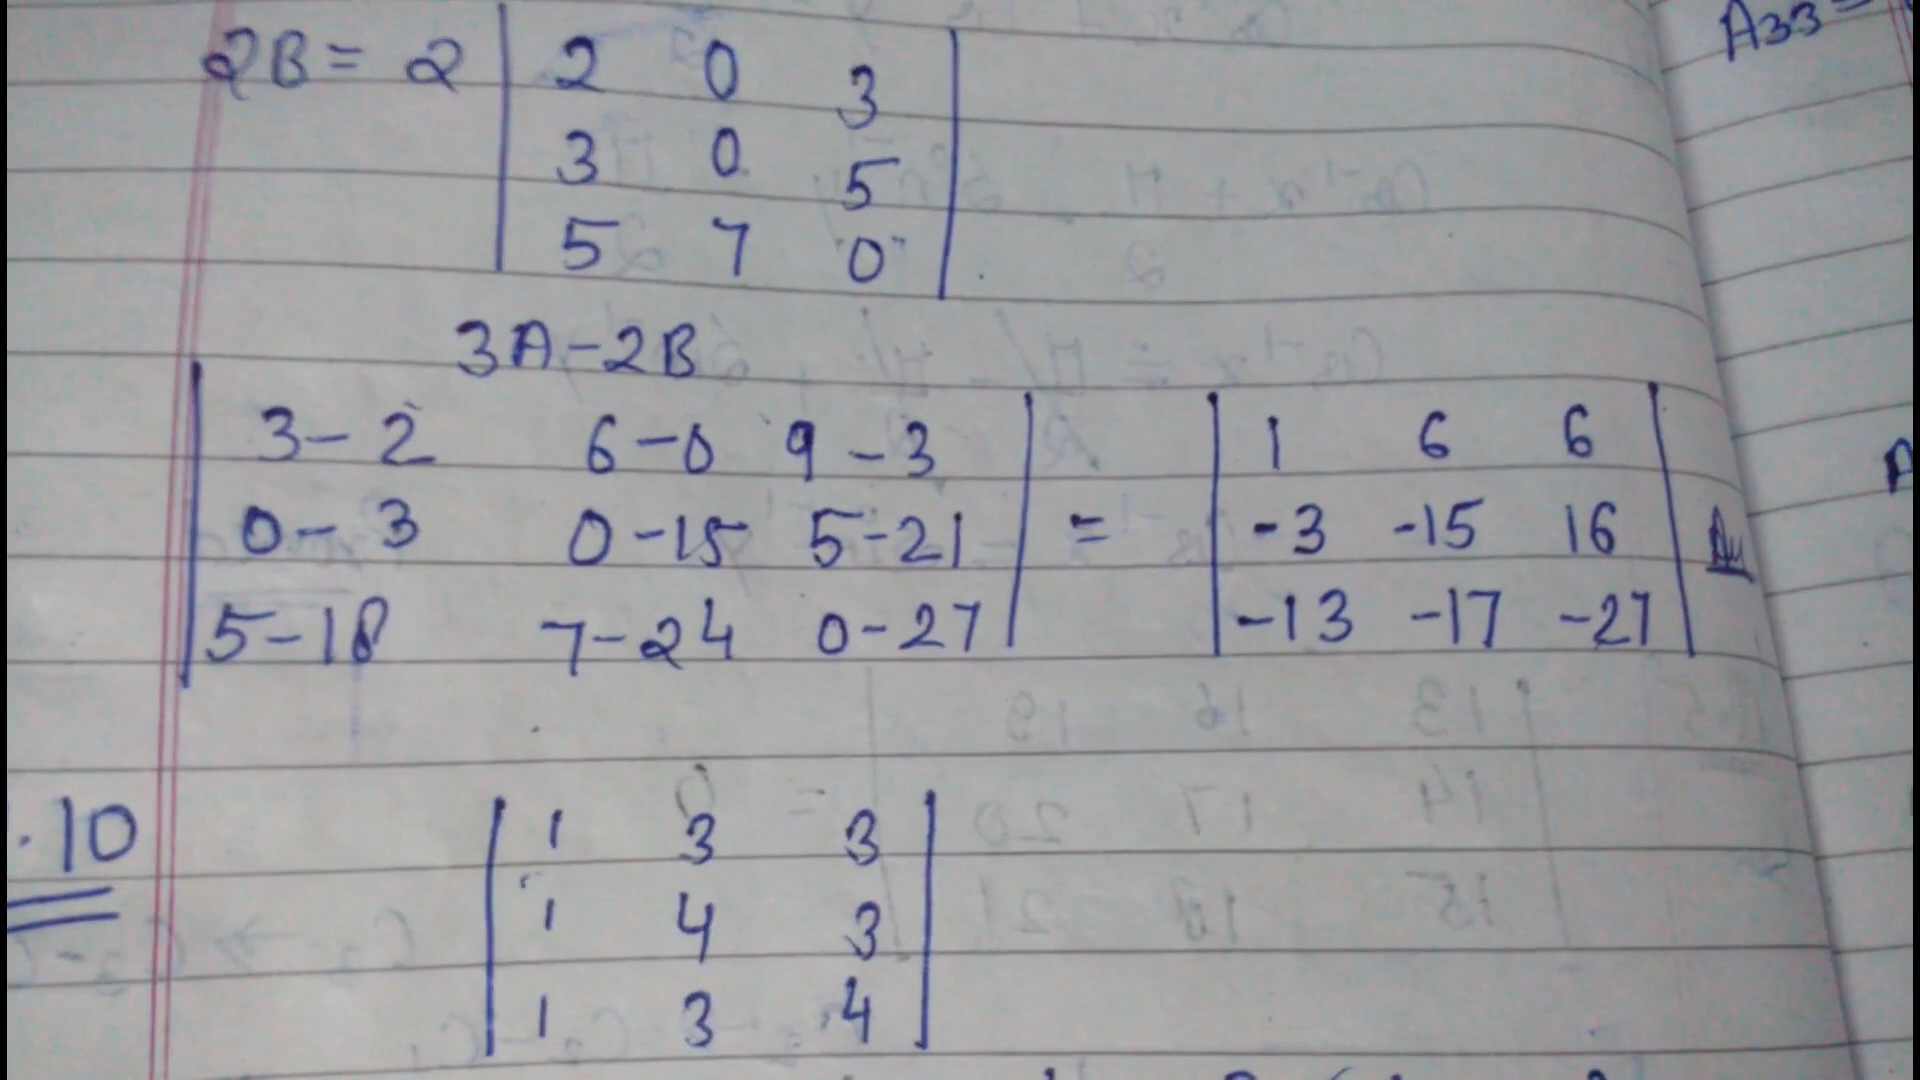 2B = 2 | 2 0 3 |
3 0 5
5 7 0
A33
3A-2B
| 3-2 6-0 9-3 | = | 1 6 6 |
0-3 0-15 5-21 = -3 -15 16
5-18 7-24 0-27 -13 -17 -27
.10 | 1 3 3 |
1 4 3
1 3 4